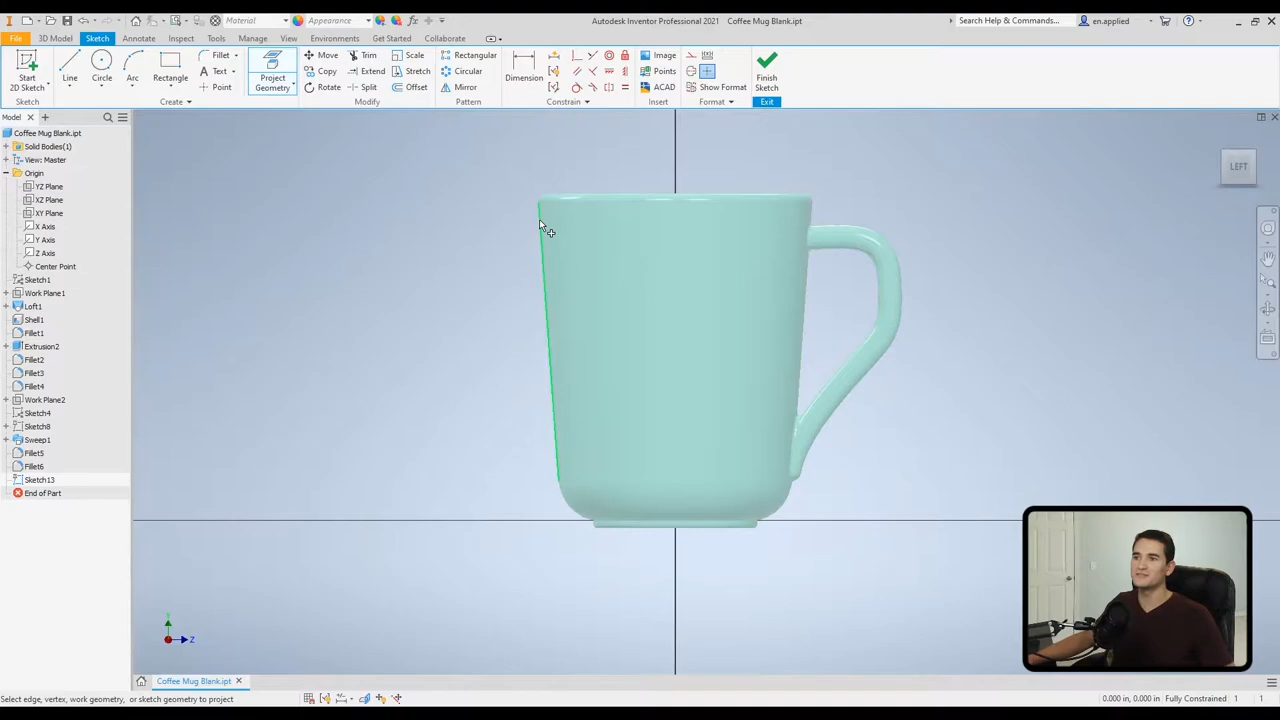 Material
Appearance
fx
Autodesk Inventor Professional 2021 Coffee Mug Blank.ipt
Search Help & Commands...
en.applied
File
3D Model
Sketch
Annotate
Inspect
Tools
Manage
View
Environments
Get Started
Collaborate
Start
2D Sketch
Line
Circle
Arc
Rectangle
Fillet
Text
Point
Project
Geometry
Move
Copy
Rotate
Trim
Extend
Split
Scale
Stretch
Offset
Rectangular
Circular
Mirror
Dimension
Image
Points
ACAD
Show Format
Finish
Sketch
Sketch
Create
Modify
Pattern
Constrain
Insert
Format
Exit
Model
Coffee Mug Blank.ipt
Solid Bodies(1)
View: Master
Origin
YZ Plane
XZ Plane
XY Plane
X Axis
Y Axis
Z Axis
Center Point
Sketch1
Work Plane1
Loft1
Shell1
Fillet1
Extrusion2
Fillet2
Fillet3
Fillet4
Work Plane2
Sketch4
Sketch8
Sweep1
Fillet5
Fillet6
Sketch13
End of Part
LEFT
Y
Z
Coffee Mug Blank.ipt
Select edge, vertex, work geometry, or sketch geometry to project
0.000 in, 0.000 in Fully Constrained 1 1